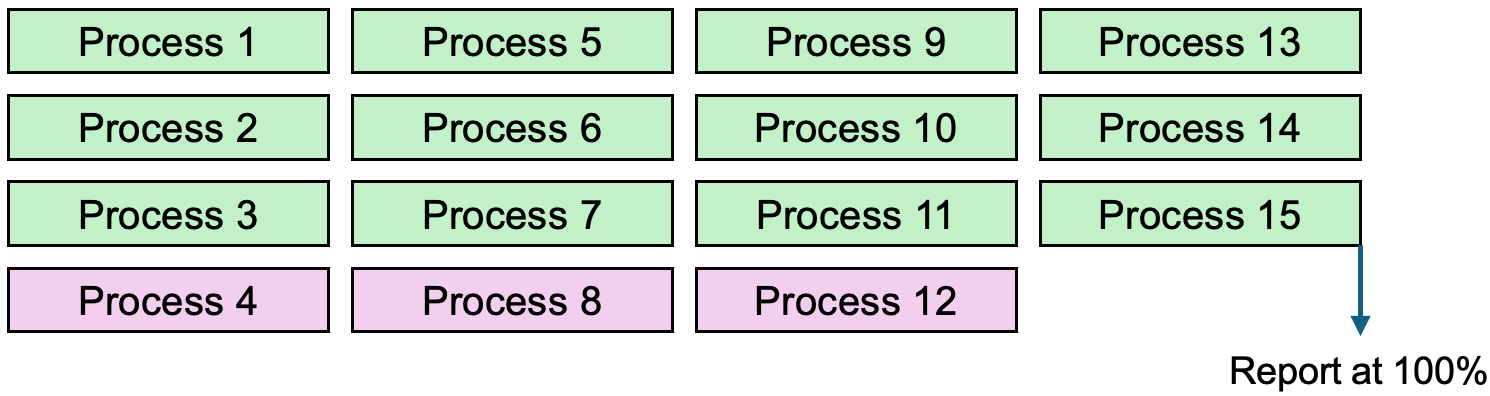 Process 1
Process 5
Process 9
Process 13
Process 2
Process 6
Process 10
Process 14
Process 3
Process 7
Process 11
Process 15
Process 4
Process 8
Process 12
Report at 100%